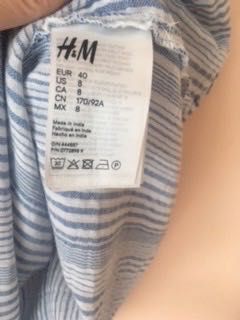 H&M
EUR 40
US 8
CA 8
CN 170/92A
MX 8
Made in India
Fabriqué en Inde
Hecho en India